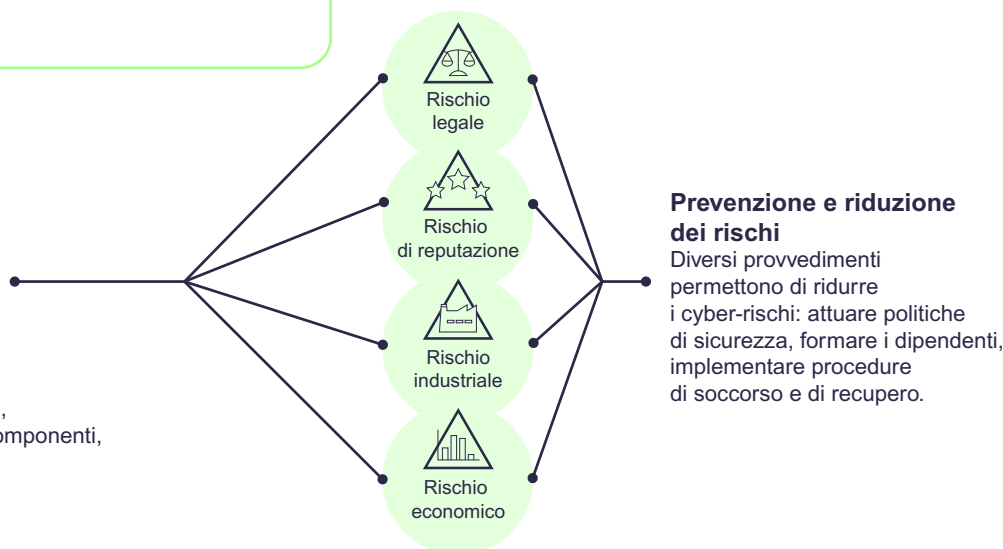 Rischio
legale
Rischio
di reputazione
Rischio
industriale
Rischio
economico
,
omponenti,
Prevenzione e riduzione
dei rischi
Diversi provvedimenti
permettono di ridurre
i cyber-rischi: attuare politiche
di sicurezza, formare i dipendenti,
implementare procedure
di soccorso e di recupero.